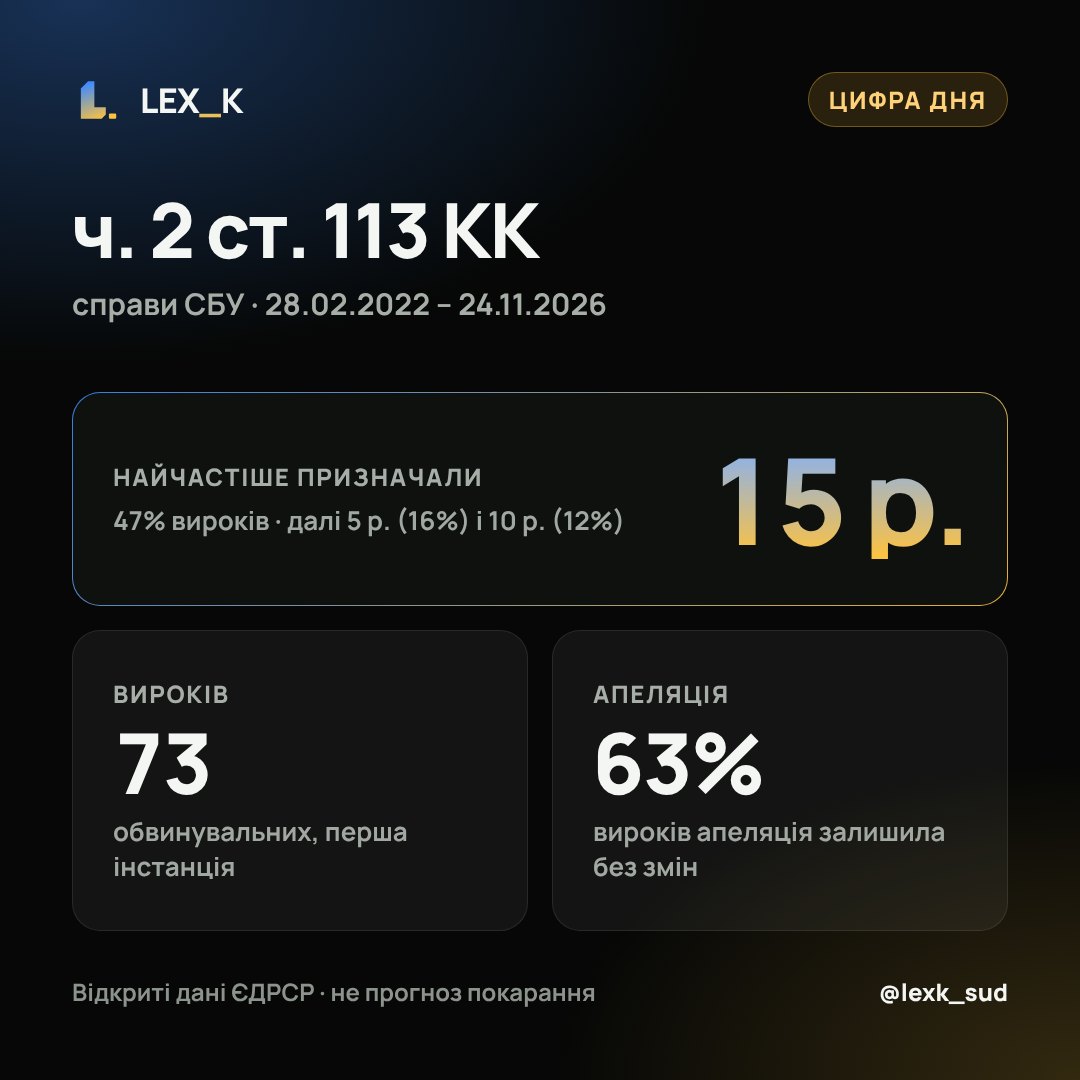 LEX_K
ЦИФРА ДНЯ
ч. 2 ст. 113 КК
справи СБУ · 28.02.2022 – 24.11.2026
НАЙЧАСТІШЕ ПРИЗНАЧАЛИ
47% вироків · далі 5 р. (16%) і 10 р. (12%)
15 р.
ВИРОКІВ
73
обвинувальних, перша
інстанція
АПЕЛЯЦІЯ
63%
вироків апеляція залишила
без змін
Відкриті дані ЄДРСР · не прогноз покарання
@lexk_sud